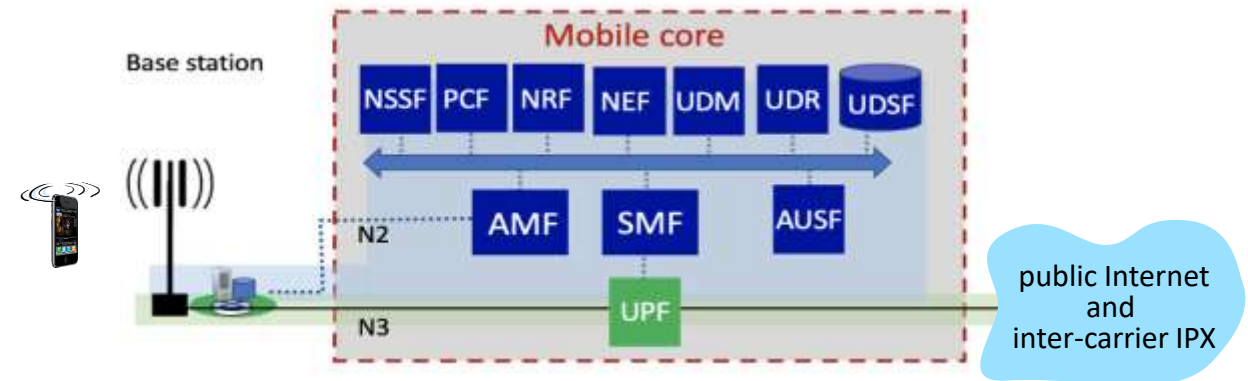 Mobile core
Base station
NSSF PCF NRF NEF UDM UDR UDSF
AMF SMF AUSF
N2
public Internet
and
inter-carrier IPX
UPF
N3